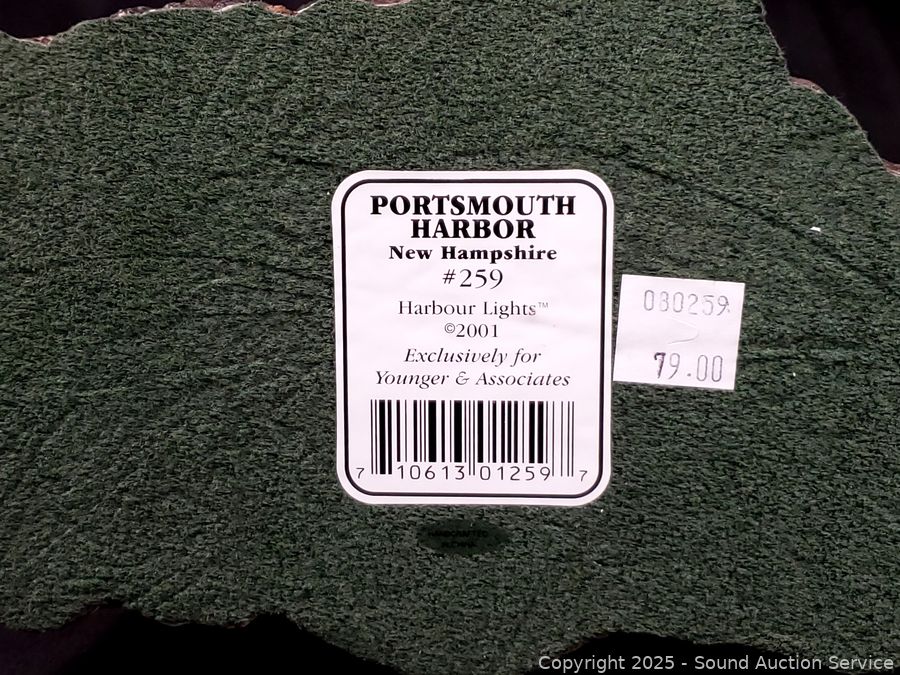 PORTSMOUTH
HARBOR
New Hampshire
#259
Harbour Lights™
©2001
Exclusively for
Younger & Associates
7 10613 01259 7
080259
79.00
HANDCRAFTED
Copyright 2025 - Sound Auction Service